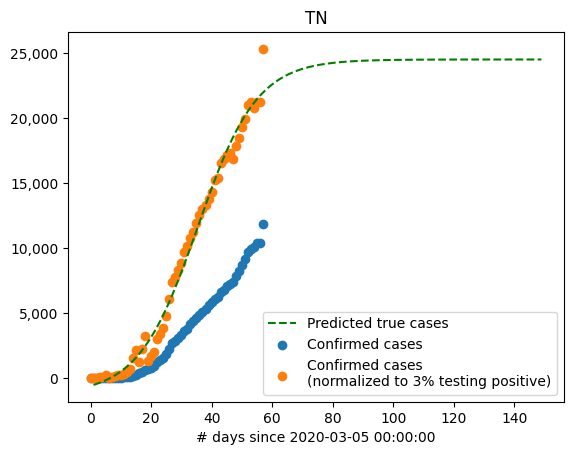 TN
25,000
20,000
15,000
10,000
5,000
0
Predicted true cases
Confirmed cases
Confirmed cases
(normalized to 3% testing positive)
0 20 40 60 80 100 120 140
# days since 2020-03-05 00:00:00